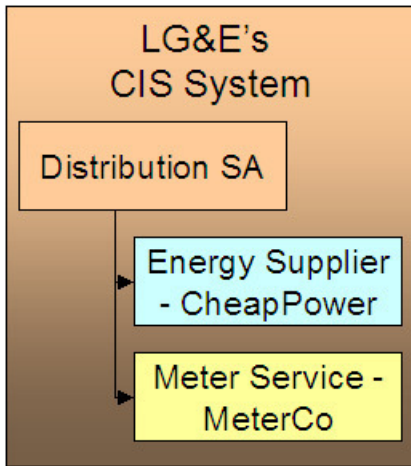 LG&E's
CIS System
Distribution SA
Energy Supplier
- CheapPower
Meter Service -
MeterCo